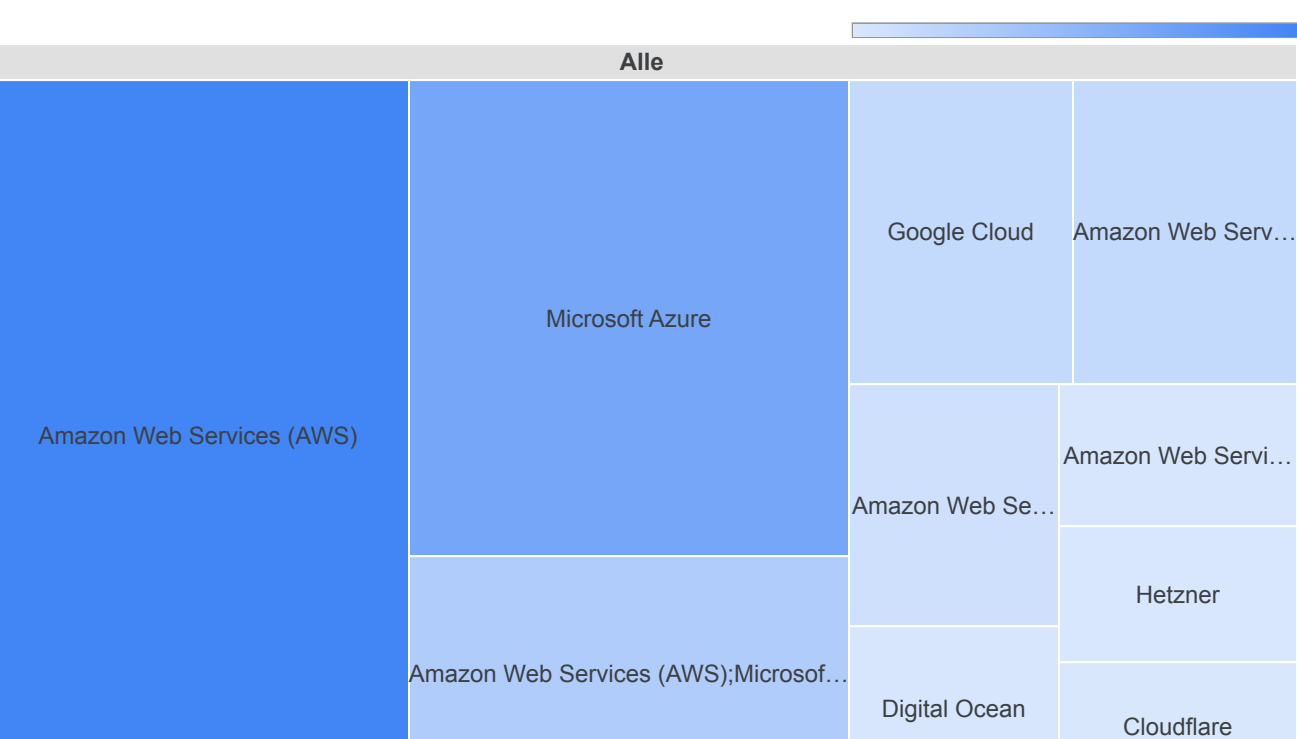 Alle
Amazon Web Services (AWS)
Microsoft Azure
Amazon Web Services (AWS);Microsof…
Google Cloud
Amazon Web Serv…
Amazon Web Se…
Amazon Web Servi…
Hetzner
Digital Ocean
Cloudflare